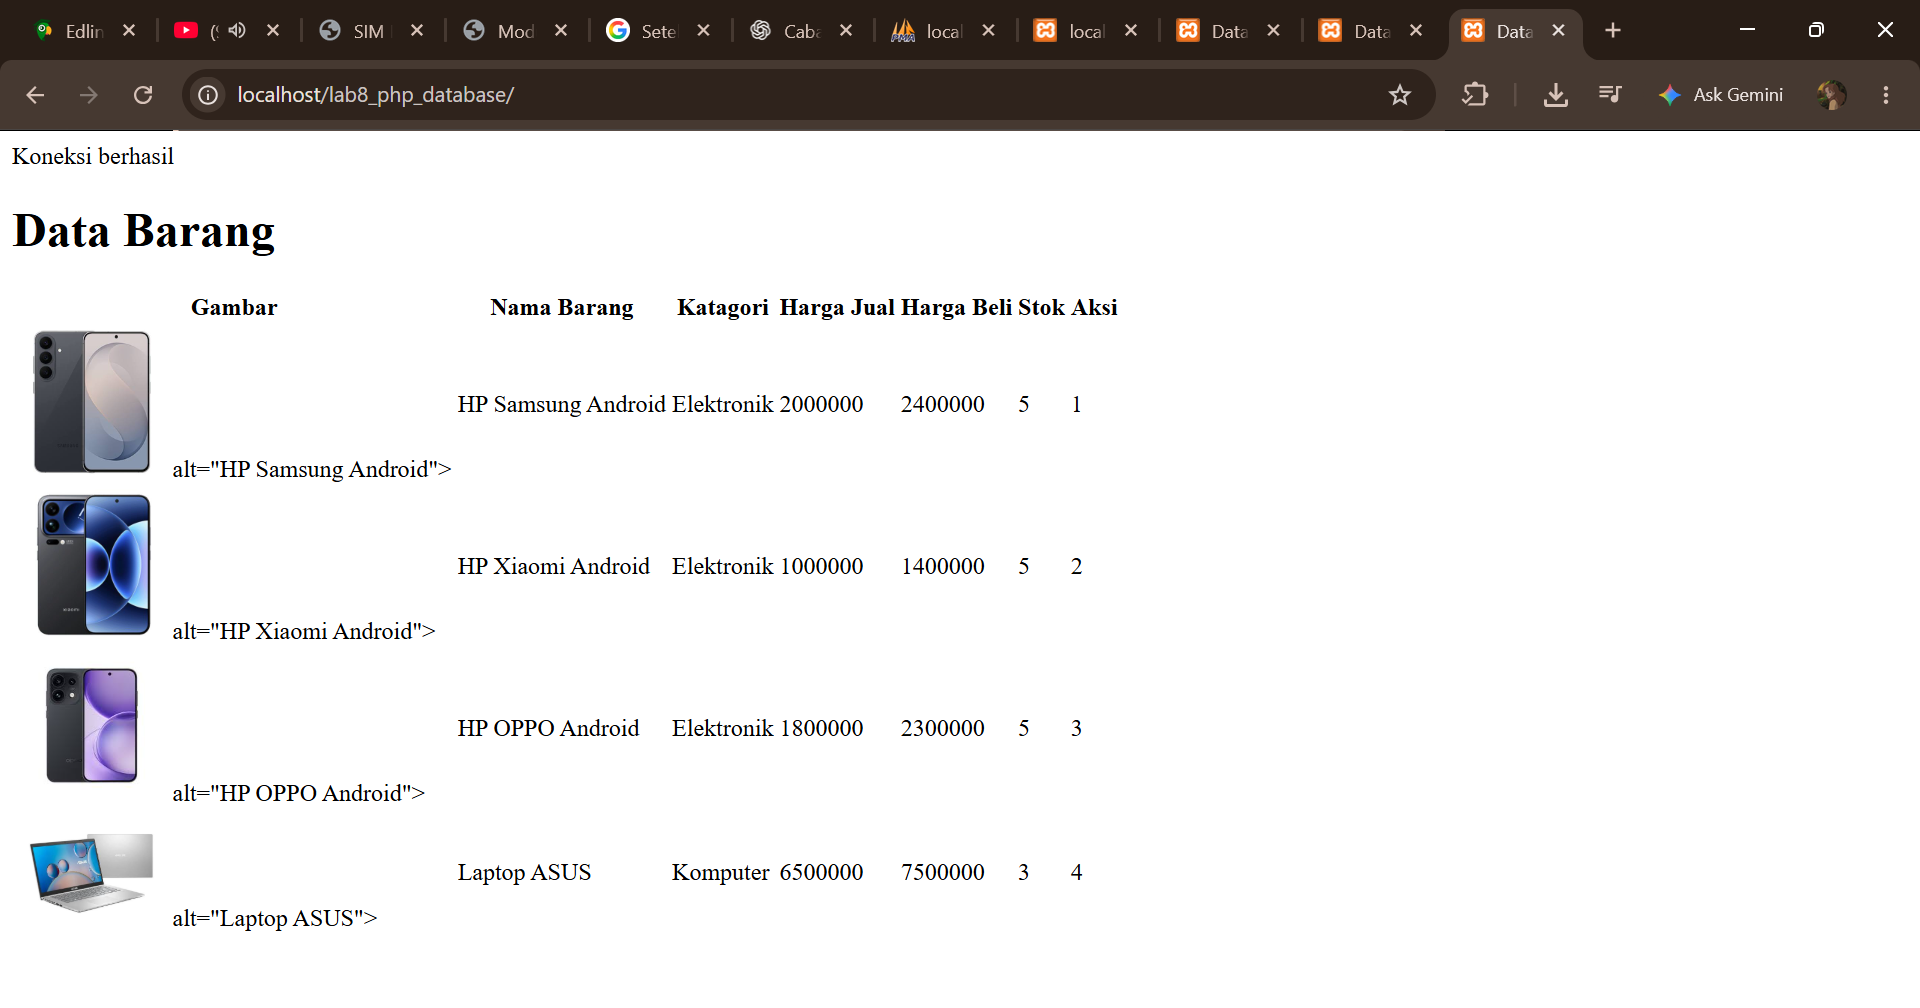 Edlin
(
SIM
Mod
Sete
Caba
local
local
Data
Data
Data
localhost/lab8_php_database/
Ask Gemini
Koneksi berhasil
Data Barang
Gambar Nama Barang Katagori Harga Jual Harga Beli Stok Aksi
HP Samsung Android Elektronik 2000000 2400000 5 1
alt="HP Samsung Android">
HP Xiaomi Android Elektronik 1000000 1400000 5 2
alt="HP Xiaomi Android">
HP OPPO Android Elektronik 1800000 2300000 5 3
alt="HP OPPO Android">
Laptop ASUS Komputer 6500000 7500000 3 4
alt="Laptop ASUS">